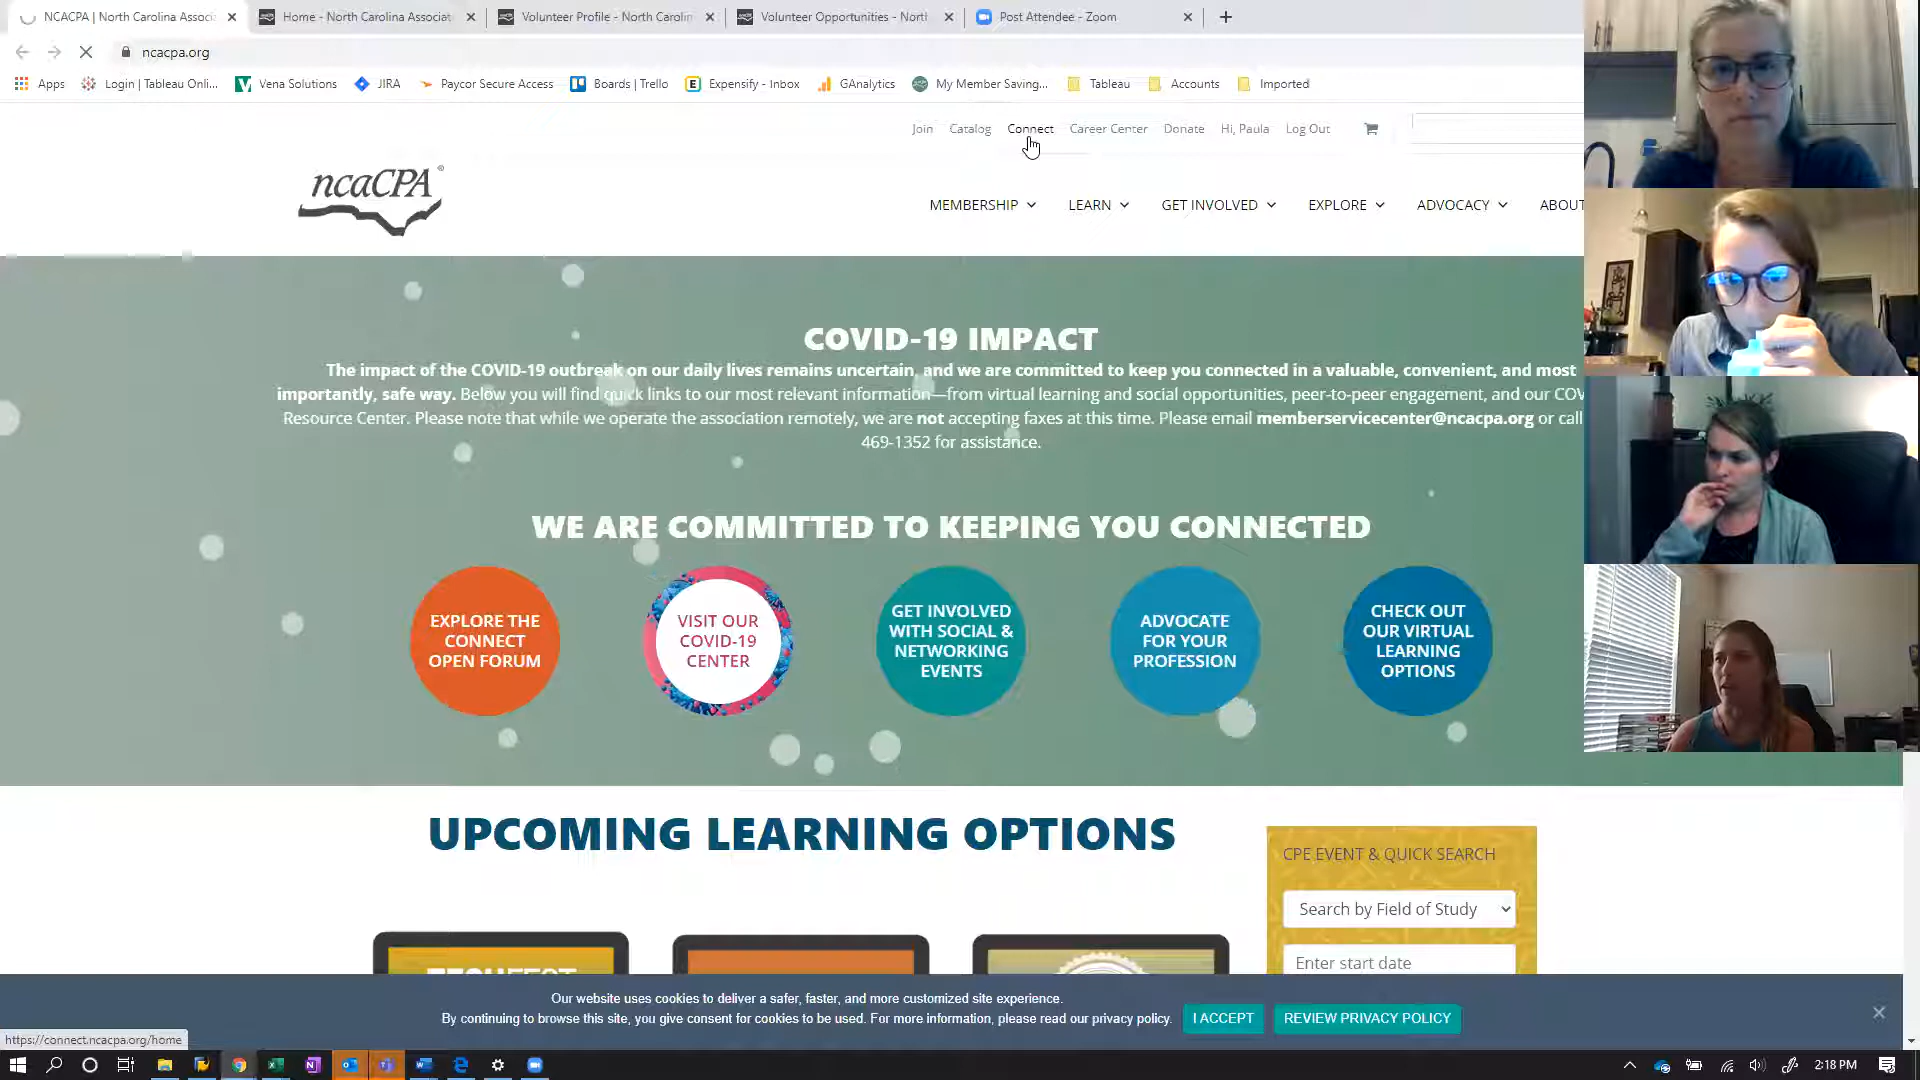 NCACPA | North Carolina Associa
Home - North Carolina Associat
Volunteer Profile - North Carolin
Volunteer Opportunities - North
Post Attendee - Zoom
ncacpa.org
Apps
Login | Tableau Onli...
Vena Solutions
JIRA
Paycor Secure Access
Boards | Trello
Expensify - Inbox
GAnalytics
My Member Saving...
Tableau
Accounts
Imported
Join
Catalog
Connect
Career Center
Donate
Hi, Paula
Log Out
ncaCPA®
MEMBERSHIP
LEARN
GET INVOLVED
EXPLORE
ADVOCACY
ABOUT
COVID-19 IMPACT
The impact of the COVID-19 outbreak on our daily lives remains uncertain, and we are committed to keep you connected in a valuable, convenient, and most
importantly, safe way. Below you will find quick links to our most relevant information—from virtual learning and social opportunities, peer-to-peer engagement, and our COV
Resource Center. Please note that while we operate the association remotely, we are not accepting faxes at this time. Please email memberservicecenter@ncacpa.org or call
469-1352 for assistance.
WE ARE COMMITTED TO KEEPING YOU CONNECTED
EXPLORE THE
CONNECT
OPEN FORUM
VISIT OUR
COVID-19
CENTER
GET INVOLVED
WITH SOCIAL &
NETWORKING
EVENTS
ADVOCATE
FOR YOUR
PROFESSION
CHECK OUT
OUR VIRTUAL
LEARNING
OPTIONS
UPCOMING LEARNING OPTIONS
CPE EVENT & QUICK SEARCH
Search by Field of Study
Enter start date
Our website uses cookies to deliver a safer, faster, and more customized site experience.
By continuing to browse this site, you give consent for cookies to be used. For more information, please read our privacy policy.
I ACCEPT
REVIEW PRIVACY POLICY
https://connect.ncacpa.org/home
2:18 PM